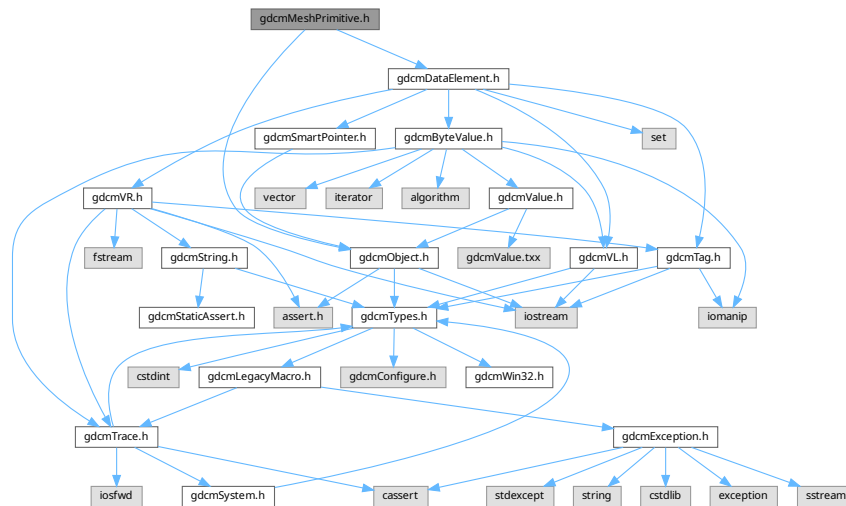 gdcmMeshPrimitive.h
gdcmDataElement.h
gdcmSmartPointer.h
gdcmByteValue.h
set
gdcmVR.h
vector
iterator
algorithm
gdcmValue.h
fstream
gdcmString.h
gdcmObject.h
gdcmValue.txx
gdcmVL.h
gdcmTag.h
gdcmStaticAssert.h
assert.h
gdcmTypes.h
iostream
iomanip
cstdint
gdcmLegacyMacro.h
gdcmConfigure.h
gdcmWin32.h
gdcmTrace.h
gdcmException.h
iosfwd
gdcmSystem.h
cassert
stdexcept
string
cstdlib
exception
sstream